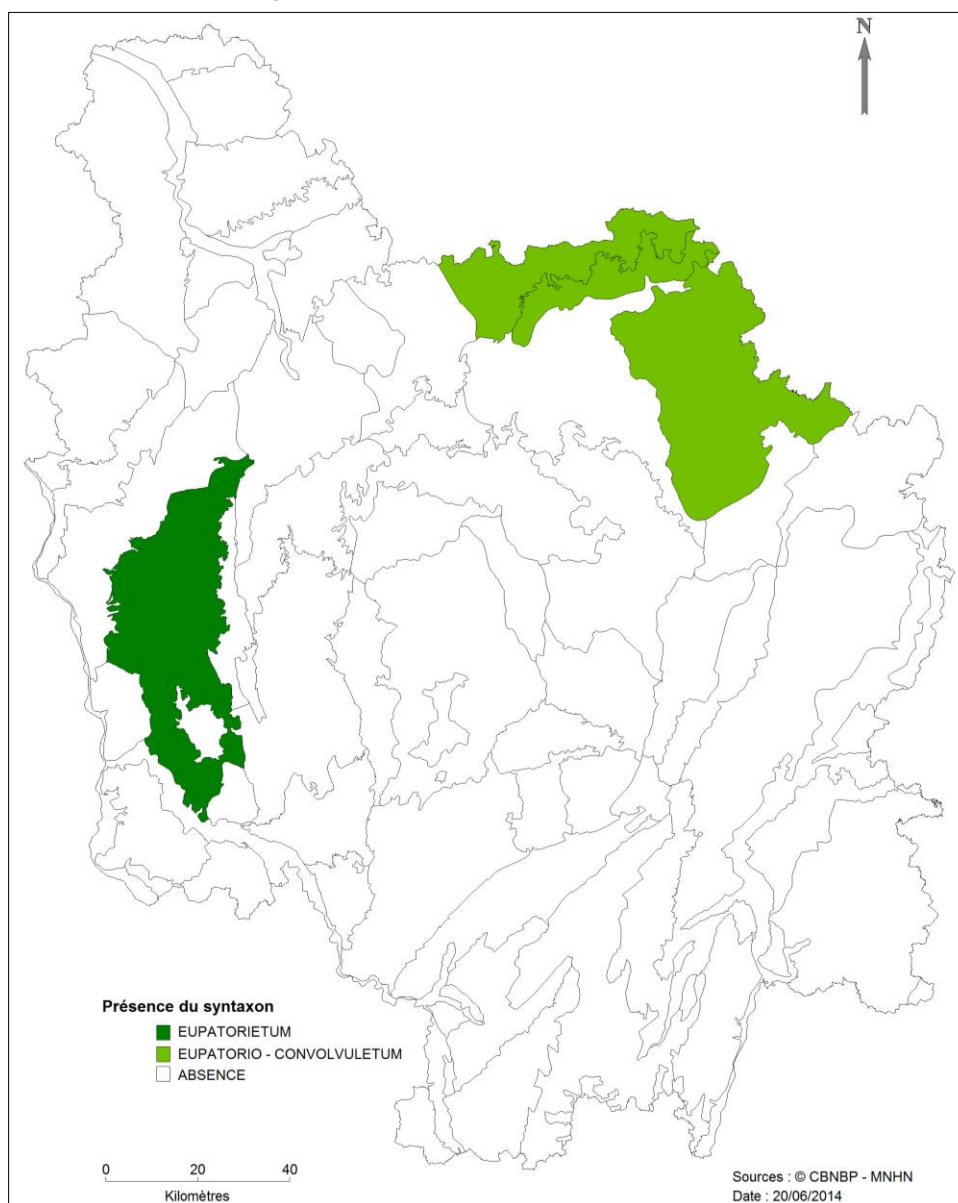 N
Présence du syntaxon
EUPATORIETUM
EUPATORIO - CONVOLVULETUM
ABSENCE
0 20 40
Kilomètres
Sources : © CBNBP - MNHN
Date : 20/06/2014